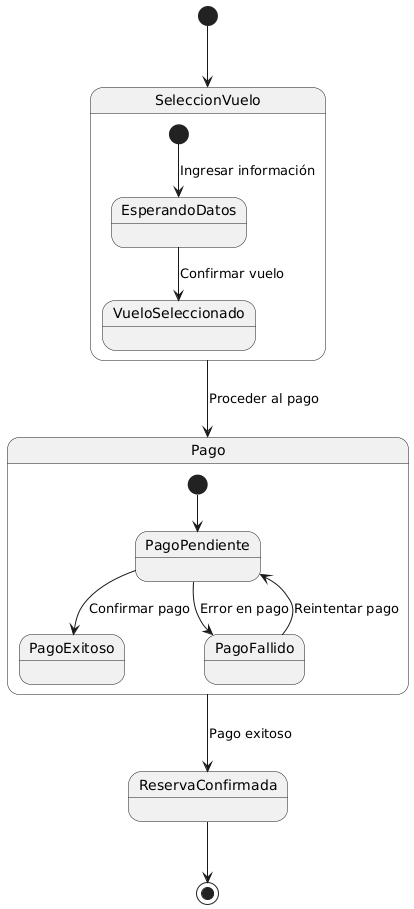 SeleccionVuelo
Ingresar información
EsperandoDatos
Confirmar vuelo
VueloSeleccionado
Proceder al pago
Pago
PagoPendiente
Confirmar pago
Error en pago
Reintentar pago
PagoExitoso
PagoFallido
Pago exitoso
ReservaConfirmada